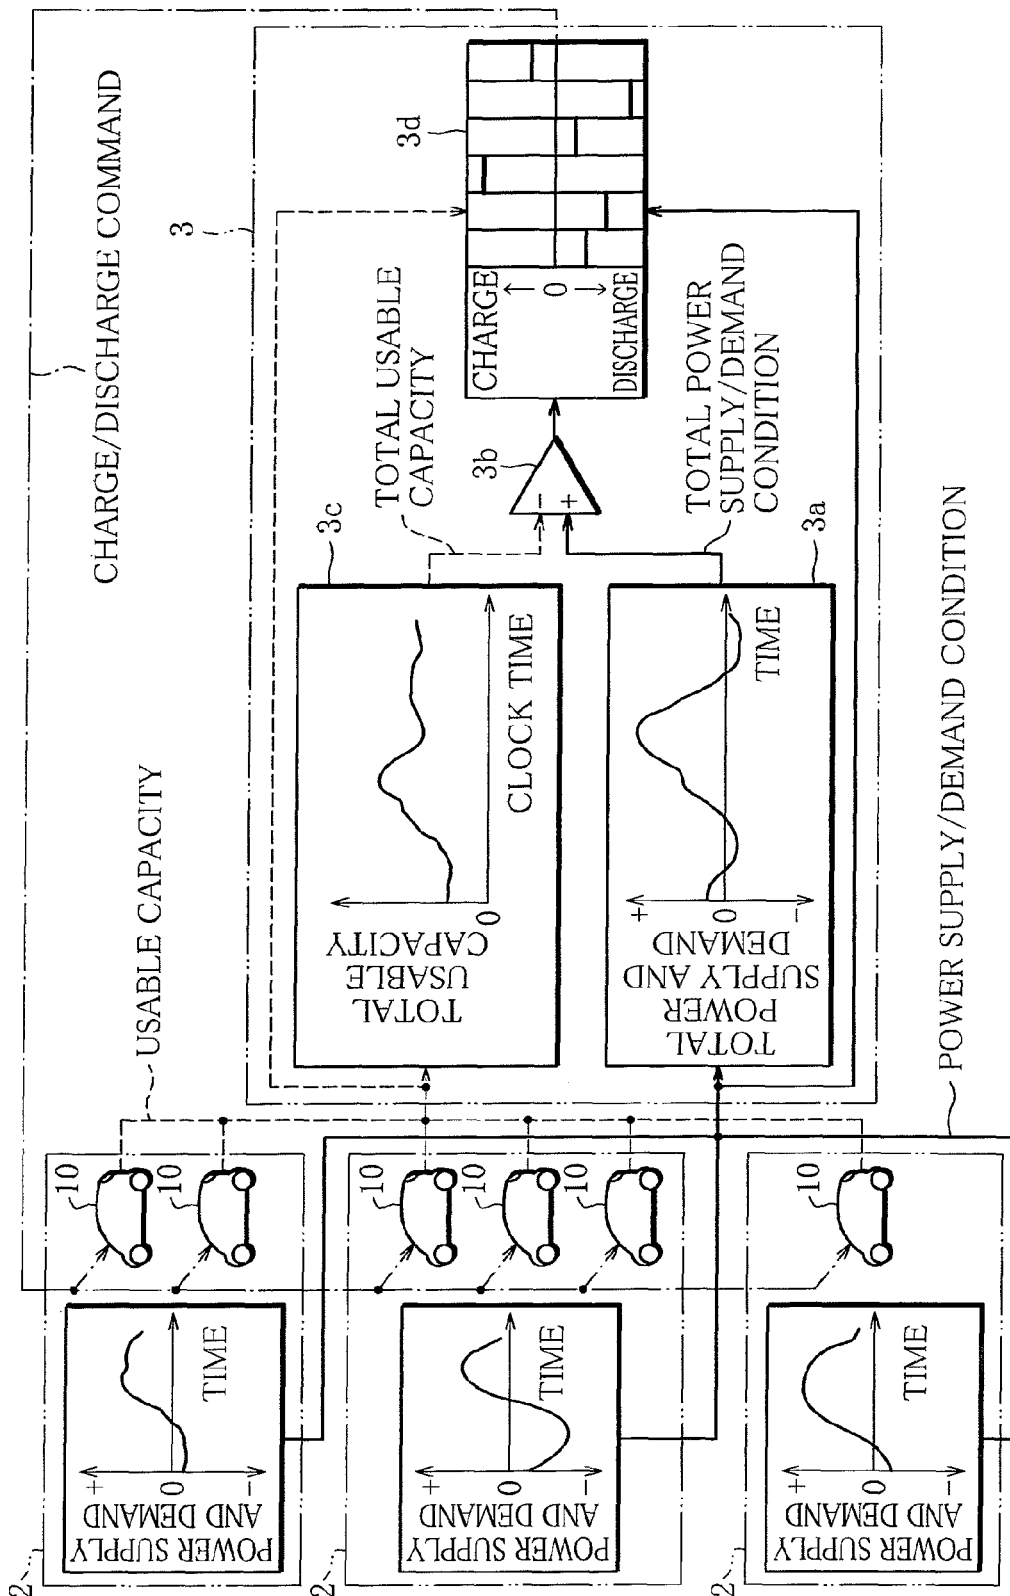 CHARGE/DISCHARGE COMMAND
USABLE CAPACITY
3
2
10
10
POWER SUPPLY
AND DEMAND
+
0
-
TIME
2
10
10
10
POWER SUPPLY
AND DEMAND
+
0
-
TIME
2
10
POWER SUPPLY
AND DEMAND
+
0
-
TIME
TOTAL
USABLE
CAPACITY
0
CLOCK TIME
3c
TOTAL USABLE
CAPACITY
TOTAL
POWER
SUPPLY AND
DEMAND
+
0
-
TIME
3a
TOTAL POWER
SUPPLY/DEMAND
CONDITION
3b
-
+
3d
CHARGE
0
DISCHARGE
POWER SUPPLY/DEMAND CONDITION